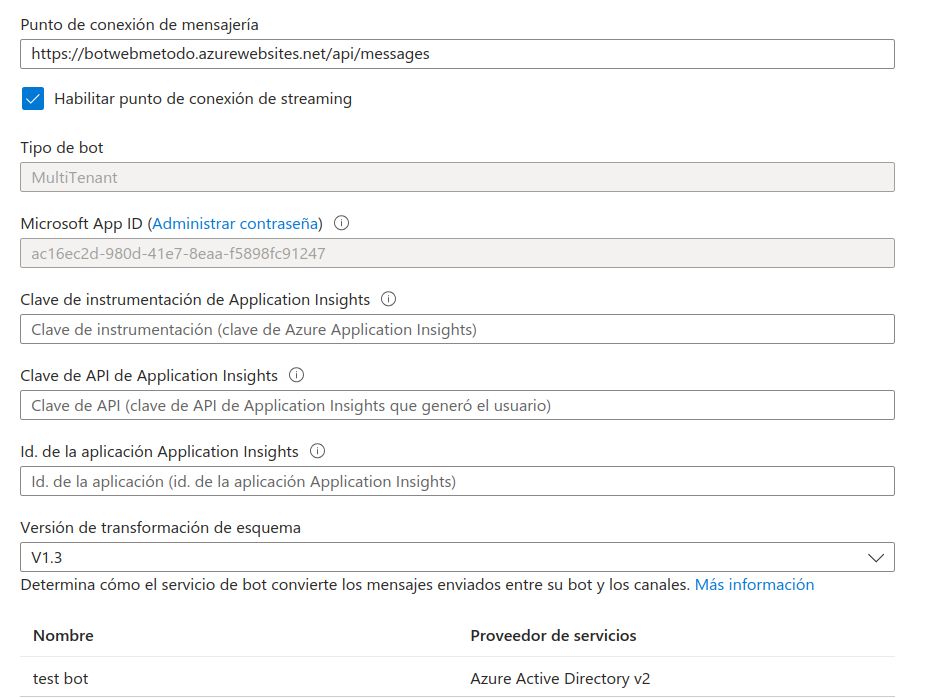 Punto de conexión de mensajería
https://botwebmetodo.azurewebsites.net/api/messages
Habilitar punto de conexión de streaming
Tipo de bot
MultiTenant
Microsoft App ID (Administrar contraseña)
ac16ec2d-980d-41e7-8eaa-f5898fc91247
Clave de instrumentación de Application Insights
Clave de instrumentación (clave de Azure Application Insights)
Clave de API de Application Insights
Clave de API (clave de API de Application Insights que generó el usuario)
Id. de la aplicación Application Insights
Id. de la aplicación (id. de la aplicación Application Insights)
Versión de transformación de esquema
V1.3
Determina cómo el servicio de bot convierte los mensajes enviados entre su bot y los canales. Más información
Nombre Proveedor de servicios
test bot Azure Active Directory v2